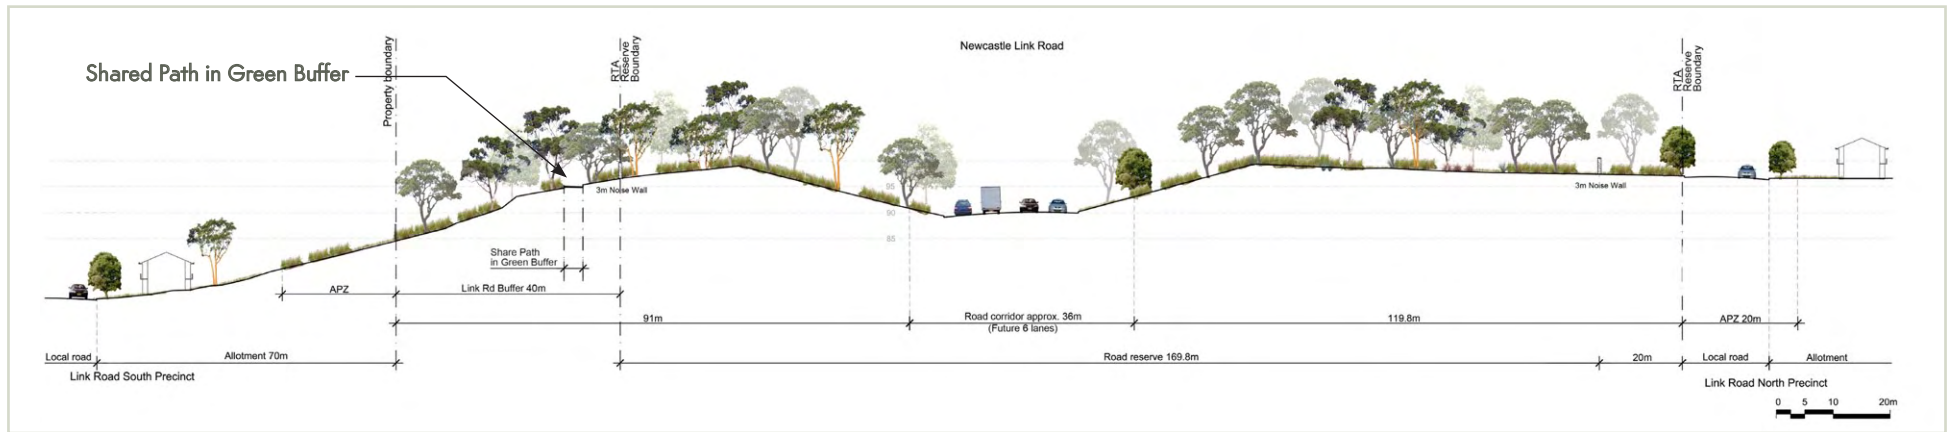 Newcastle Link Road
Shared Path in Green Buffer
Property boundary
RTA
Reserve
Boundary
RTA
Reserve
Boundary
3m Noise Wall
3m Noise Wall
95
90
85
Share Path
in Green Buffer
APZ
Link Rd Buffer 40m
91m
Road corridor approx. 36m
(Future 6 lanes)
119.8m
APZ 20m
Local road
Allotment 70m
Road reserve 169.8m
20m
Local road
Allotment
Link Road South Precinct
Link Road North Precinct
0 5 10 20m